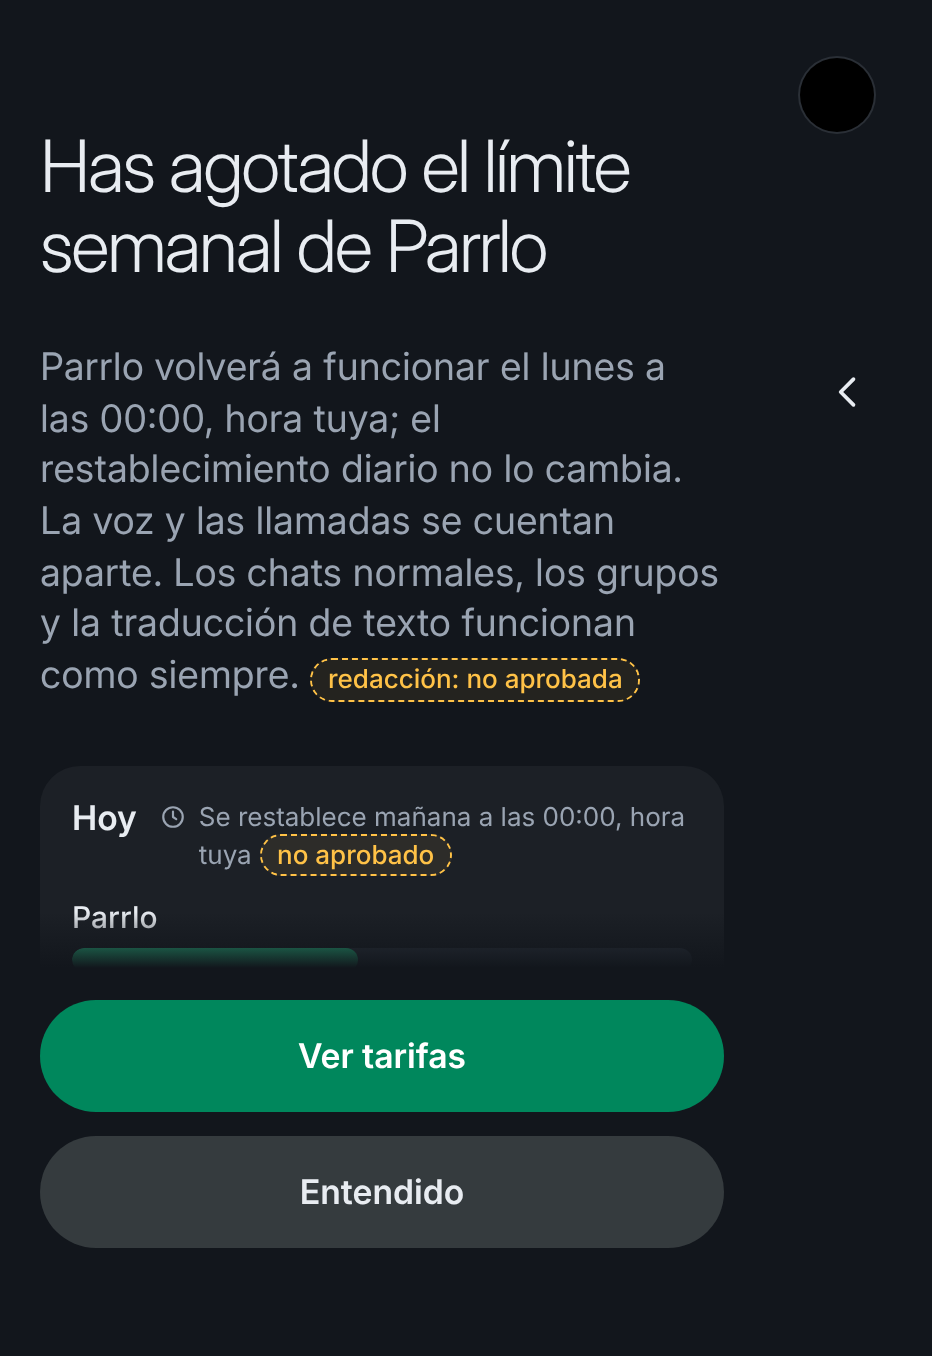 Has agotado el límite
semanal de Parrlo
Parrlo volverá a funcionar el lunes a
las 00:00, hora tuya; el
restablecimiento diario no lo cambia.
La voz y las llamadas se cuentan
aparte. Los chats normales, los grupos
y la traducción de texto funcionan
como siempre. redacción: no aprobada
Hoy Se restablece mañana a las 00:00, hora
tuya no aprobado
Parrlo
Ver tarifas
Entendido